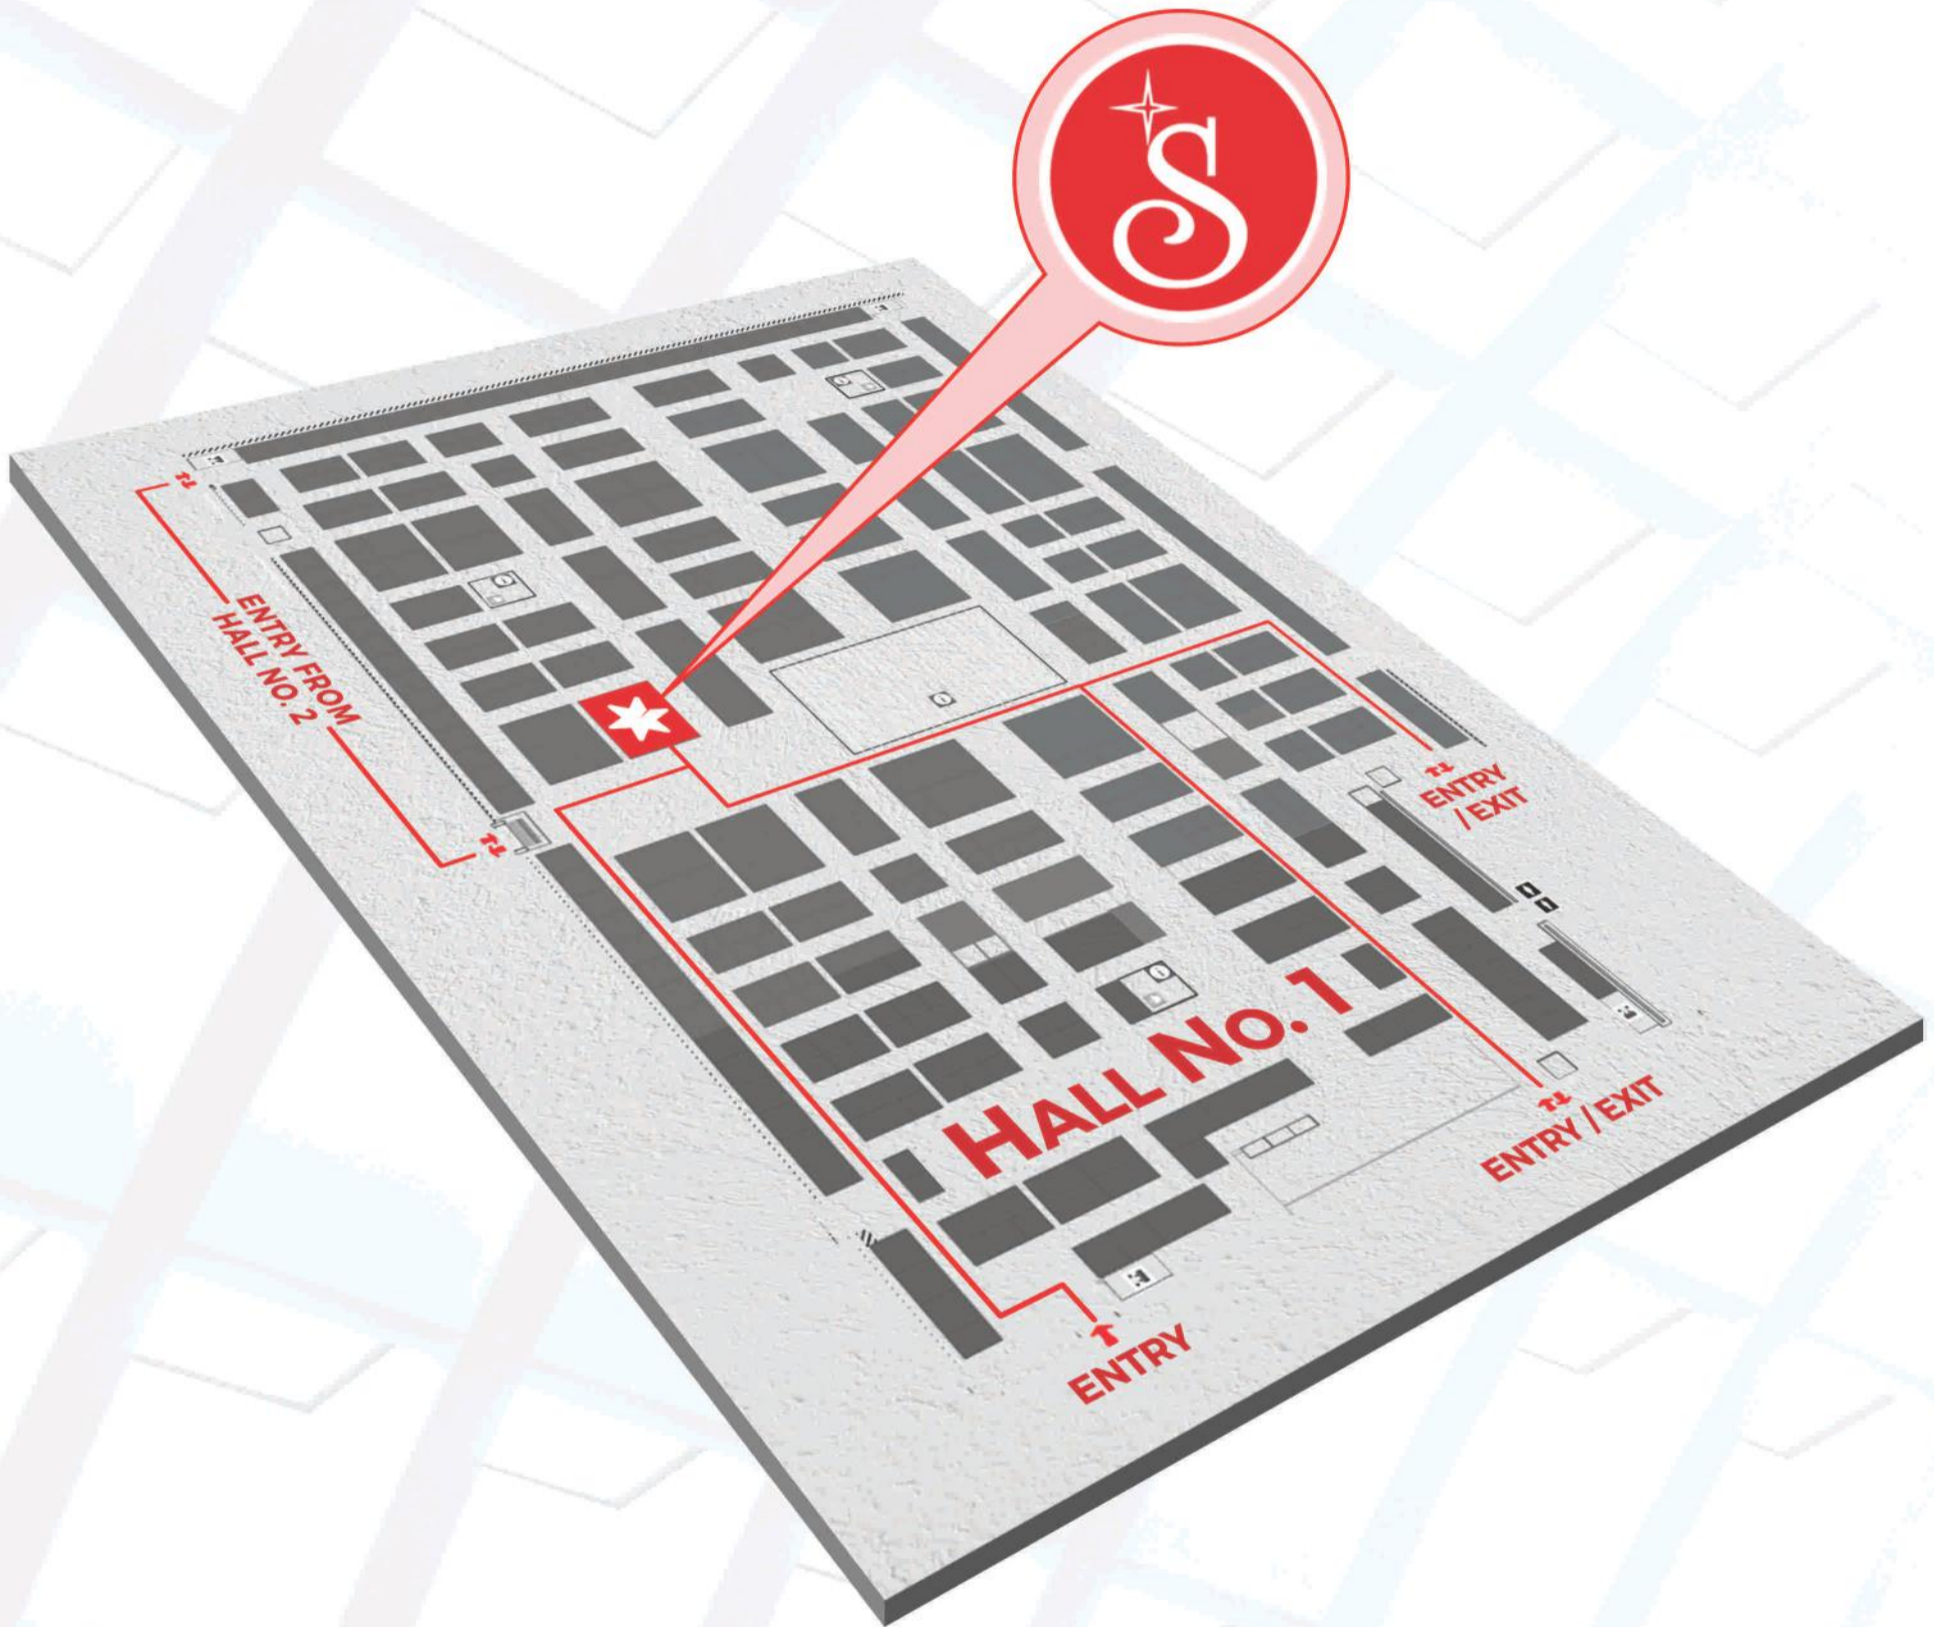 S
ENTRY FROM
HALL NO. 2
ENTRY
/ EXIT
HALL NO. 1
ENTRY / EXIT
ENTRY